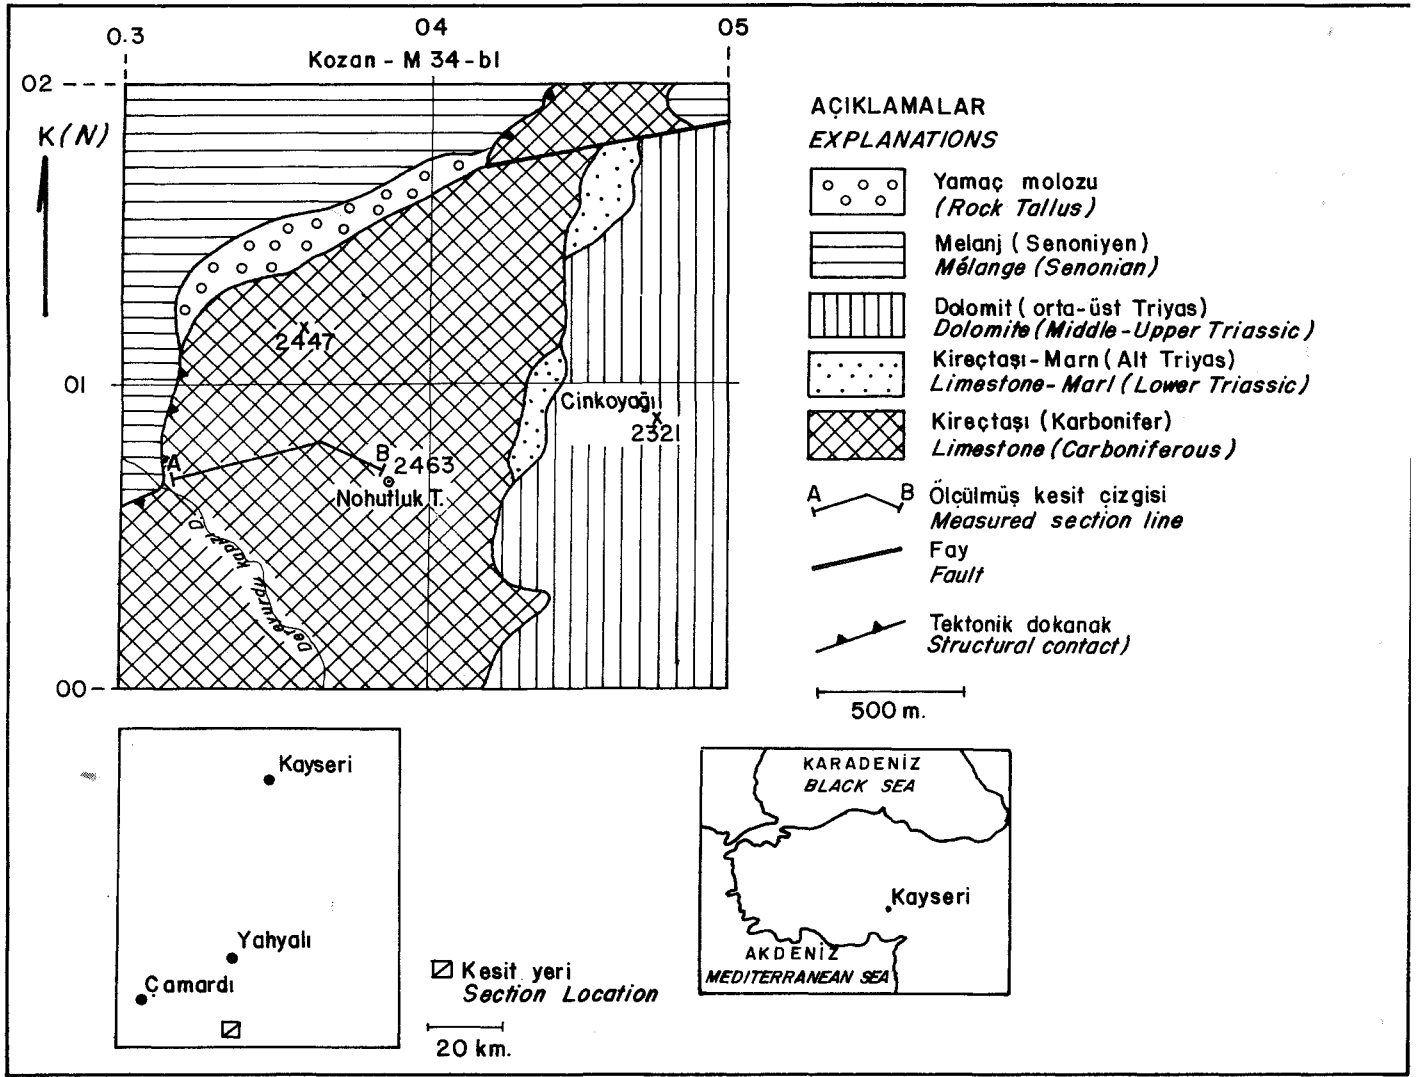 0.3 04 05
Kozan - M 34-b1
02
K(N)
2447
01
Cinkoyağı
2321
A
B
2463
Nohutluk T.
Dereyurdu kapızı D.
00
AÇIKLAMALAR
EXPLANATIONS
Yamaç molozu
(Rock Tallus)
Melanj (Senoniyen)
Mélange (Senonian)
Dolomit (orta-üst Triyas)
Dolomite (Middle-Upper Triassic)
Kireçtaşı-Marn (Alt Triyas)
Limestone-Marl (Lower Triassic)
Kireçtaşı (Karbonifer)
Limestone (Carboniferous)
A B
Ölçülmüş kesit çizgisi
Measured section line
Fay
Fault
Tektonik dokanak
Structural contact)
500 m.
Kayseri
Yahyalı
Çamardı
Kesit yeri
Section Location
20 km.
KARADENİZ
BLACK SEA
Kayseri
AKDENİZ
MEDITERRANEAN SEA